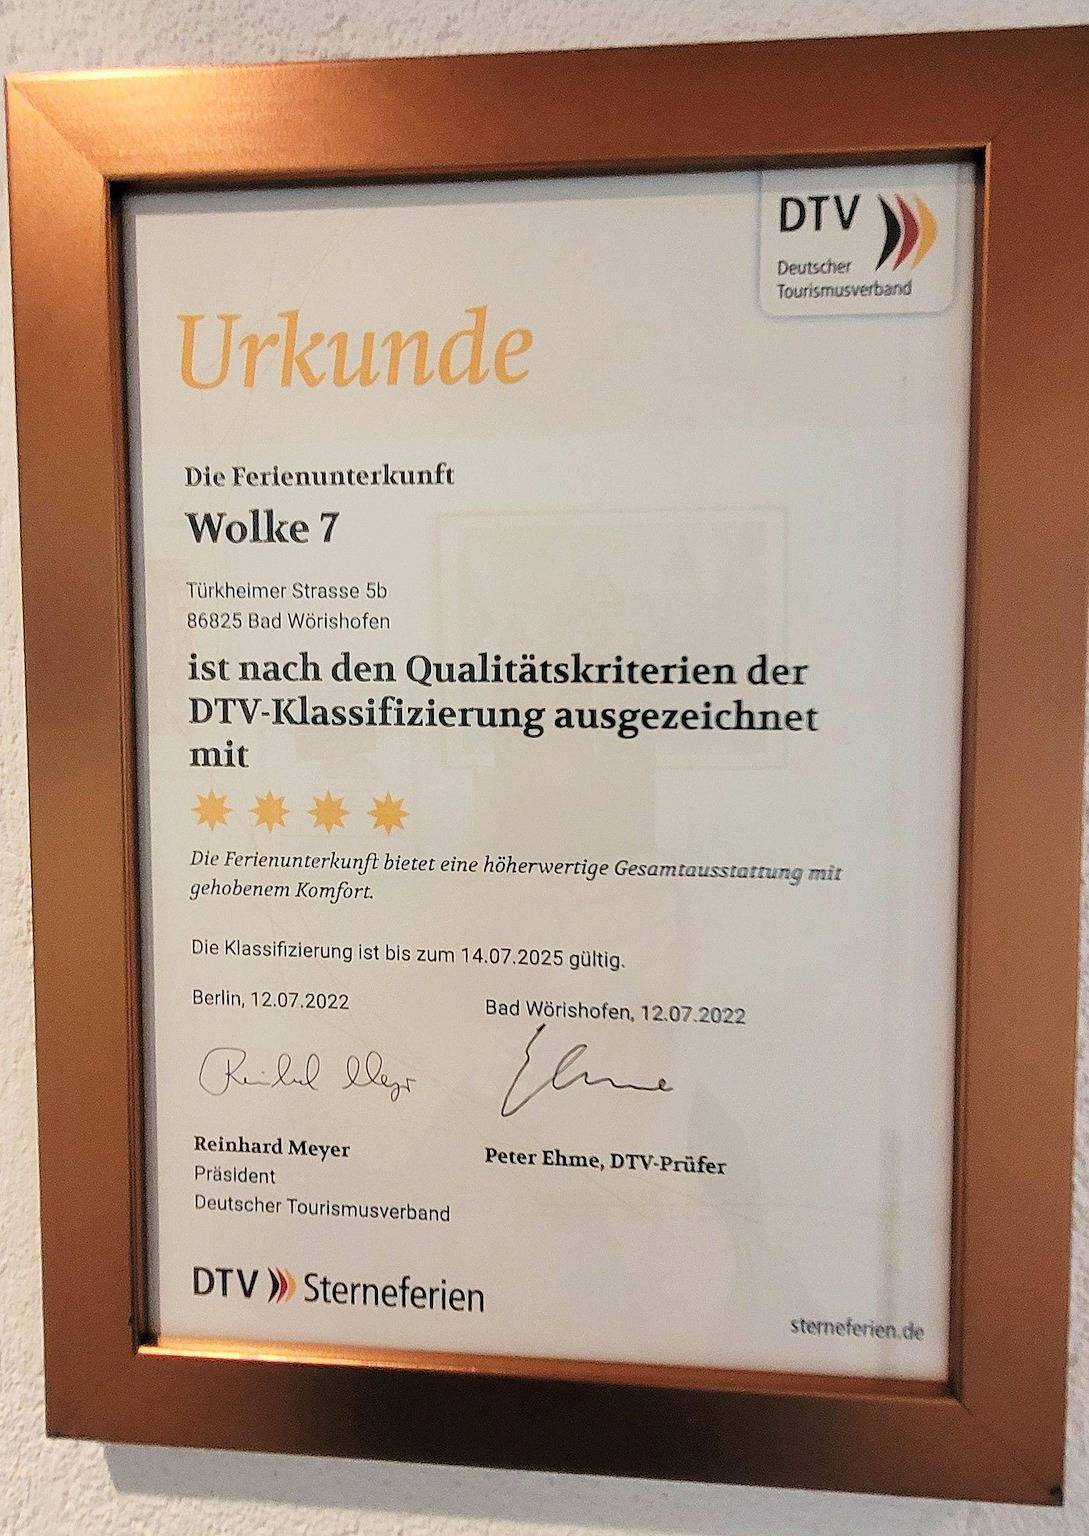 DTV
Deutscher
Tourismusverband
Urkunde
Die Ferienunterkunft
Wolke 7
Türkheimer Strasse 5b
86825 Bad Wörishofen
ist nach den Qualitätskriterien der
DTV-Klassifizierung ausgezeichnet
mit
Die Ferienunterkunft bietet eine höherwertige Gesamtausstattung mit
gehobenem Komfort.
Die Klassifizierung ist bis zum 14.07.2025 gültig.
Berlin, 12.07.2022
Bad Wörishofen, 12.07.2022
Reinhard Meyer
Ehme
Reinhard Meyer
Präsident
Deutscher Tourismusverband
Peter Ehme, DTV-Prüfer
DTV Sterneferien
sterneferien.de